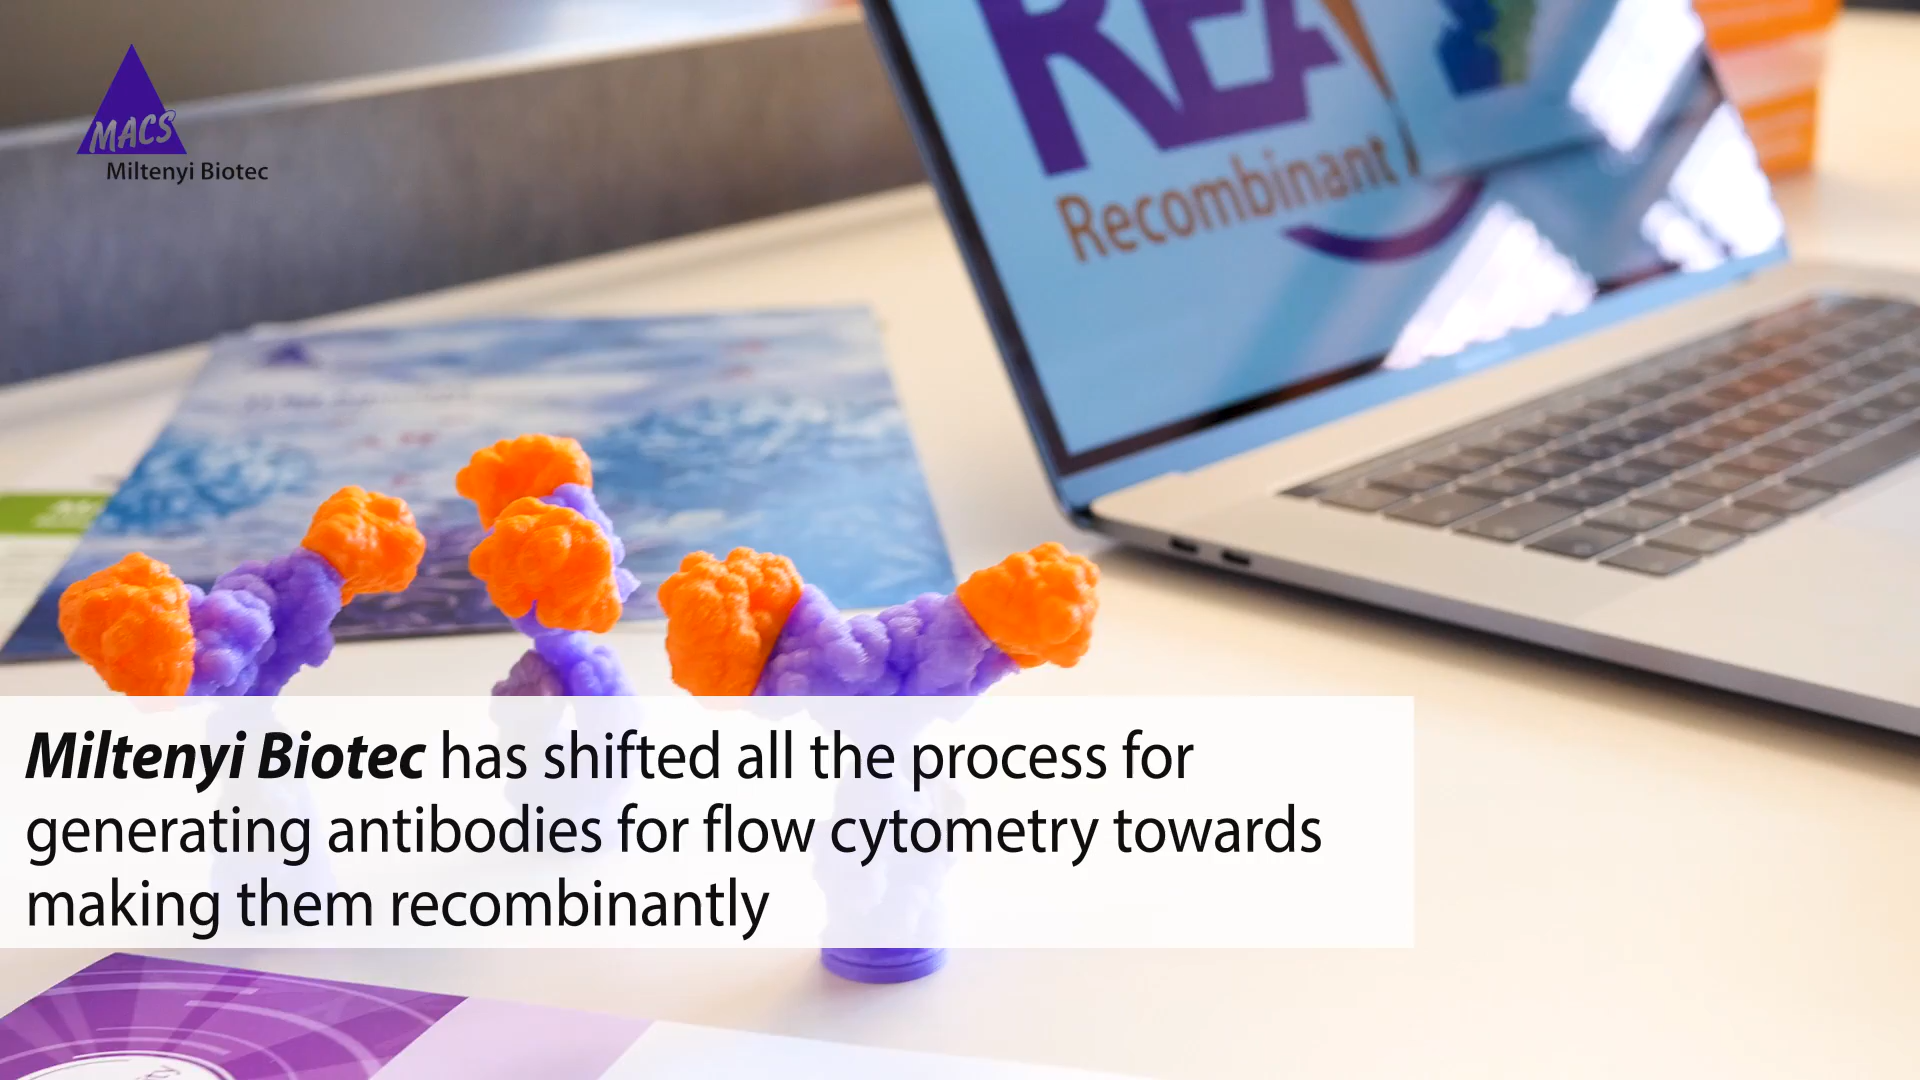 MACS
Miltenyi Biotec
REA
Recombinant
Miltenyi Biotec has shifted all the process for
generating antibodies for flow cytometry towards
making them recombinantly